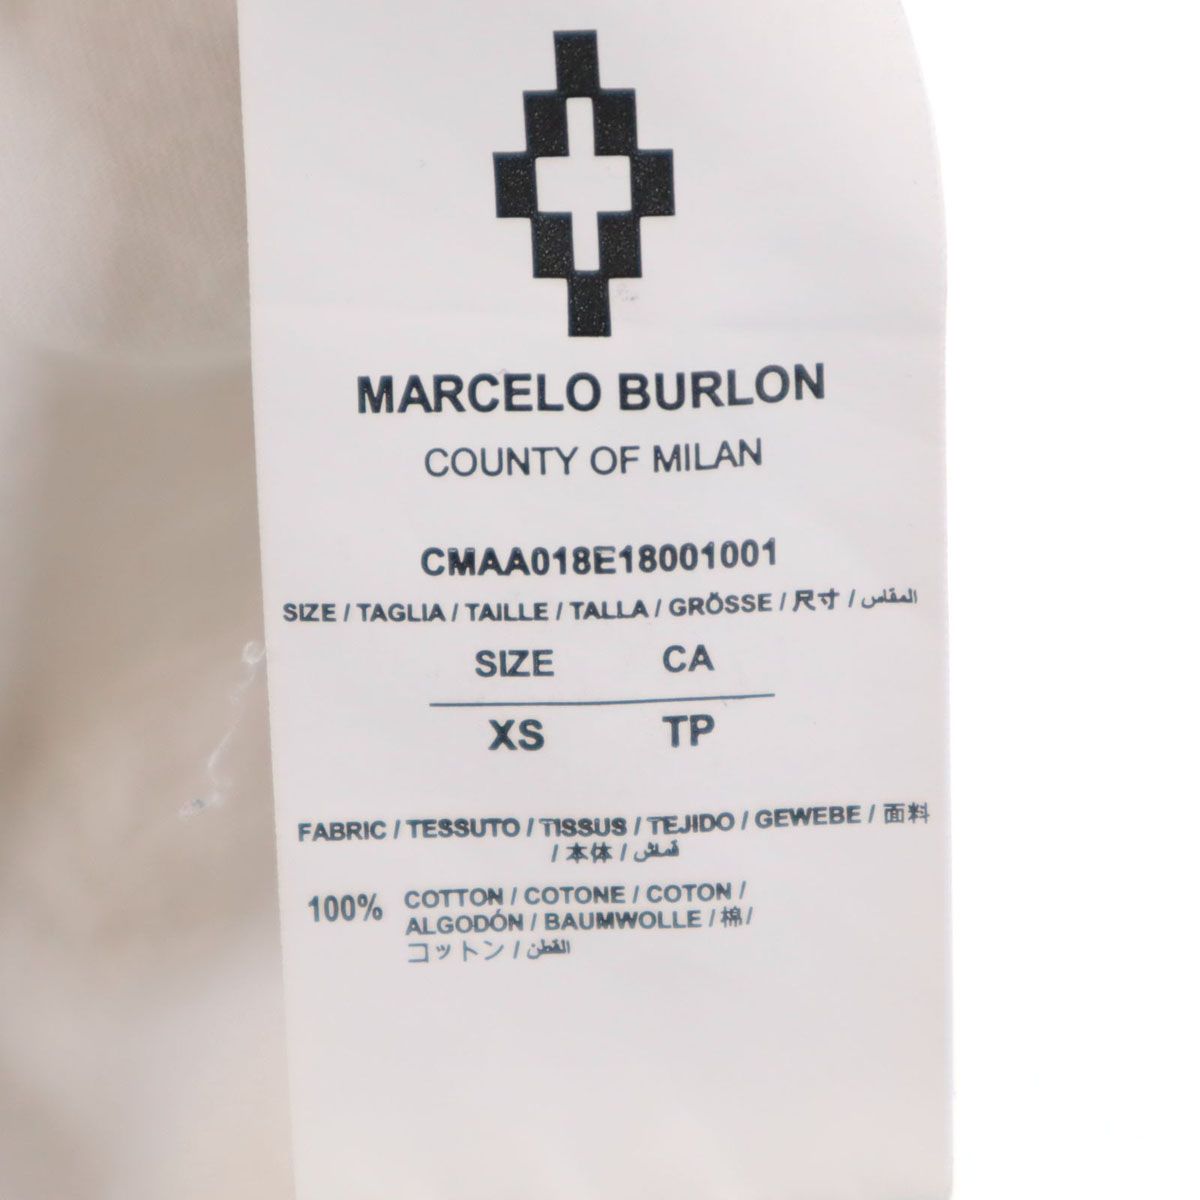 MARCELO BURLON
COUNTY OF MILAN
CMAA018E18001001
SIZE / TAGLIA / TAILLE / TALLA / GRÖSSE / 尺寸 / المقاس
SIZE CA
XS TP
FABRIC / TESSUTO / TISSUS / TEJIDO / GEWEBE / 面料
/ 本体 / قماش
100% COTTON / COTONE / COTON /
ALGODÓN / BAUMWOLLE / 棉 /
コットン / القطن